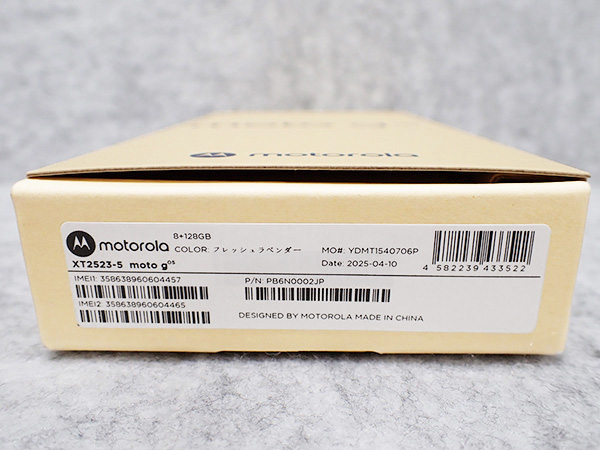 moto g
motorola
motorola
8+128GB
COLOR: フレッシュラベンダー
MO#: YDMT1540706P
XT2523-5 moto g05
Date: 2025-04-10
4 582239 433522
IMEI1: 358638960604457
P/N: PB6N0002JP
IMEI2: 358638960604465
DESIGNED BY MOTOROLA MADE IN CHINA